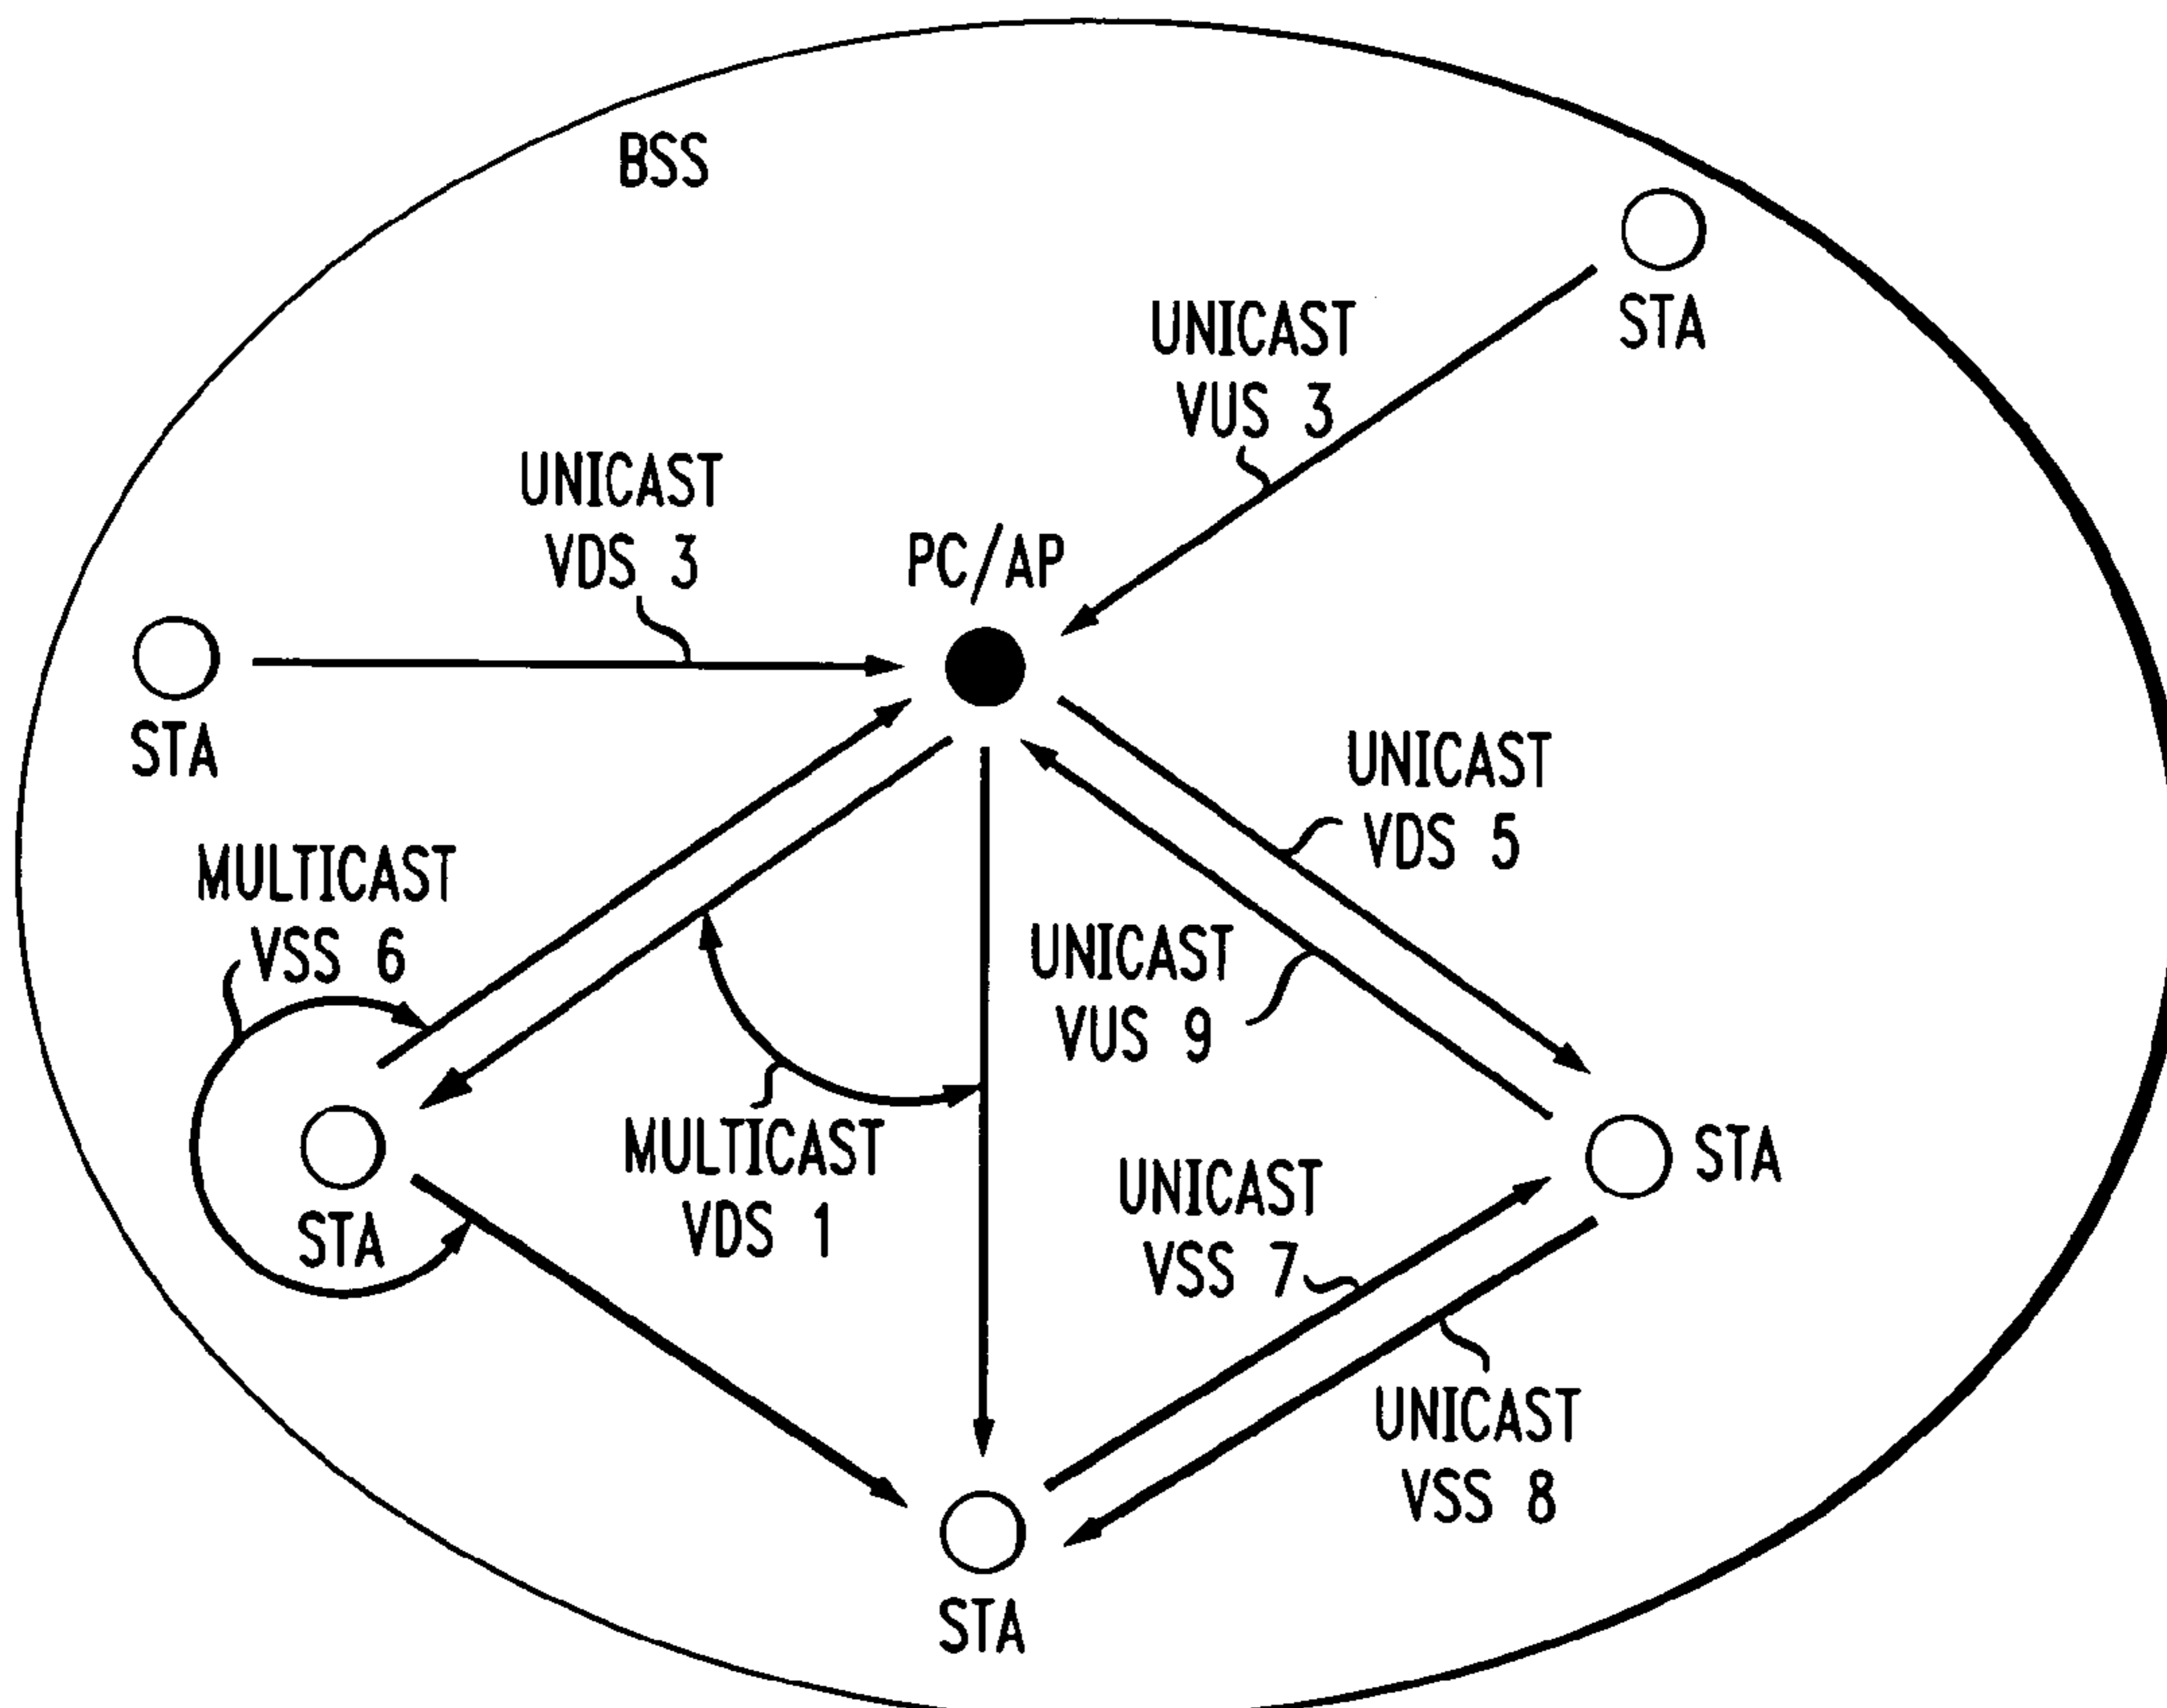 BSS
STA
UNICAST
VUS 3
UNICAST
VDS 3
PC/AP
STA
UNICAST
VDS 5
MULTICAST
VSS 6
UNICAST
VUS 9
MULTICAST
VDS 1
STA
UNICAST
VSS 7
STA
UNICAST
VSS 8
STA